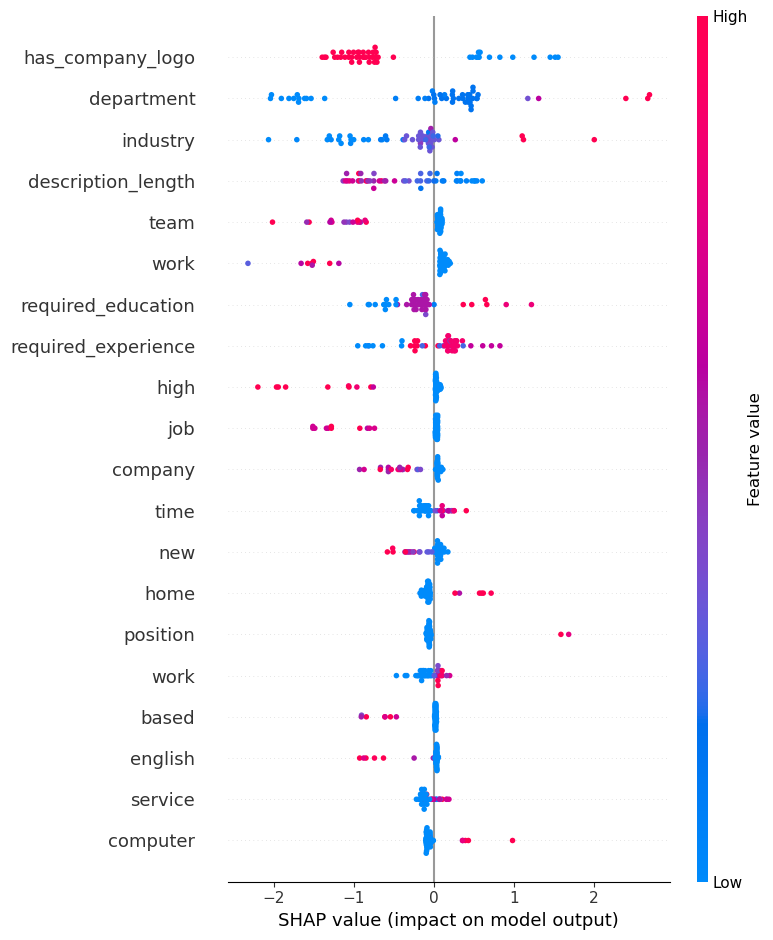 High
has_company_logo
department
industry
description_length
team
work
required_education
required_experience
high
job
company
time
new
home
position
work
based
english
service
computer
Feature value
Low
−2
−1
0
1
2
SHAP value (impact on model output)